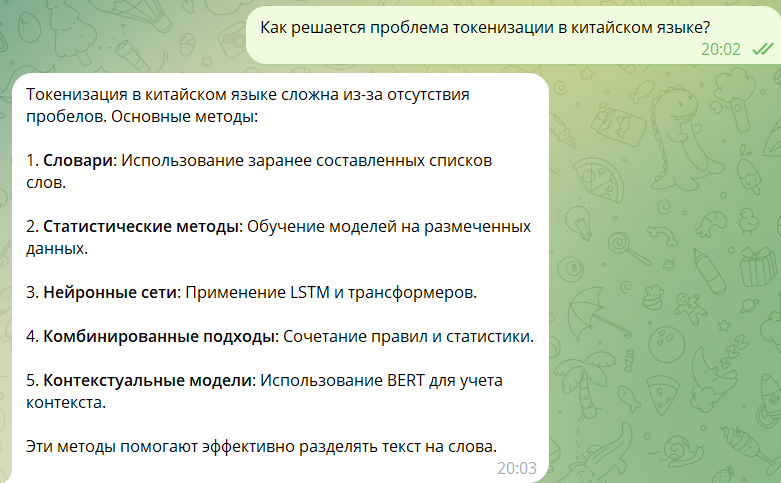 Как решается проблема токенизации в китайском языке?
20:02
Токенизация в китайском языке сложна из-за отсутствия
пробелов. Основные методы:
1. Словари: Использование заранее составленных списков
слов.
2. Статистические методы: Обучение моделей на размеченных
данных.
3. Нейронные сети: Применение LSTM и трансформеров.
4. Комбинированные подходы: Сочетание правил и статистики.
5. Контекстуальные модели: Использование BERT для учета
контекста.
Эти методы помогают эффективно разделять текст на слова.
20:03